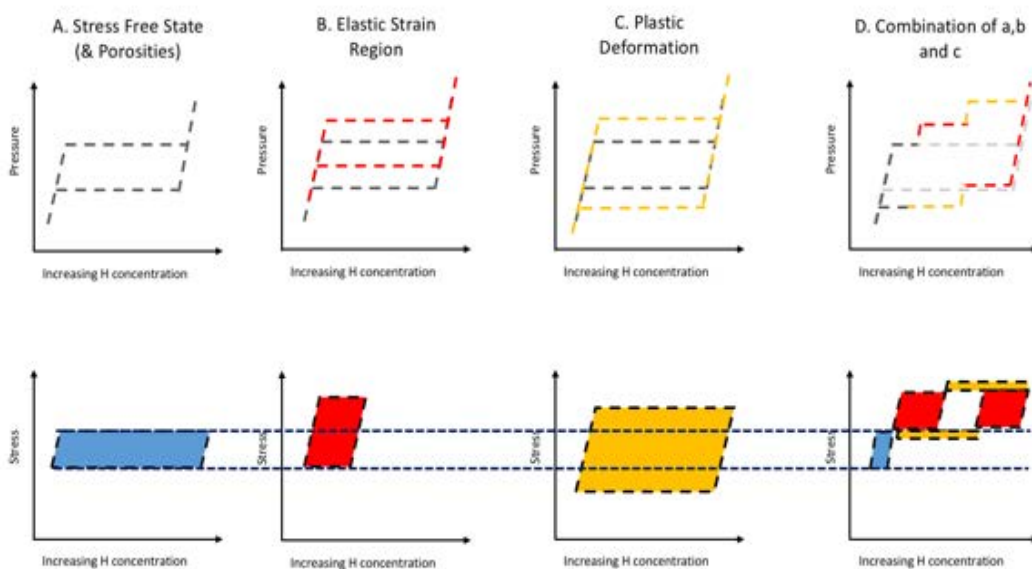 A. Stress Free State
(& Porosities)
B. Elastic Strain
Region
C. Plastic
Deformation
D. Combination of a,b
and c
Pressure
Pressure
Pressure
Pressure
Increasing H concentration
Increasing H concentration
Increasing H concentration
Increasing H concentration
Stress
Stress
Stress
Stress
Increasing H concentration
Increasing H concentration
Increasing H concentration
Increasing H concentration